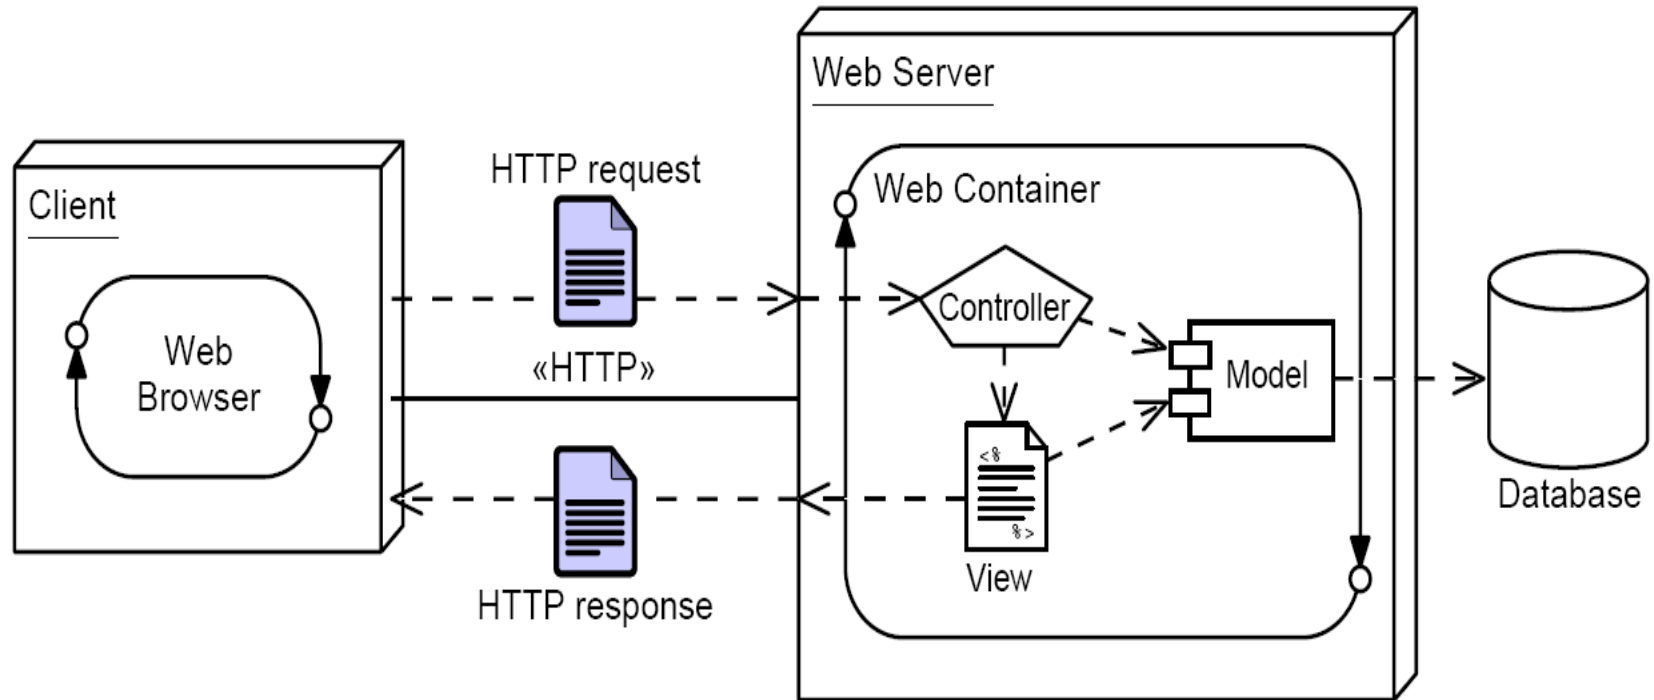 Web Server
Client
HTTP request
Web Container
Controller
Web
Browser
«HTTP»
Model
<%
%>
View
HTTP response
Database